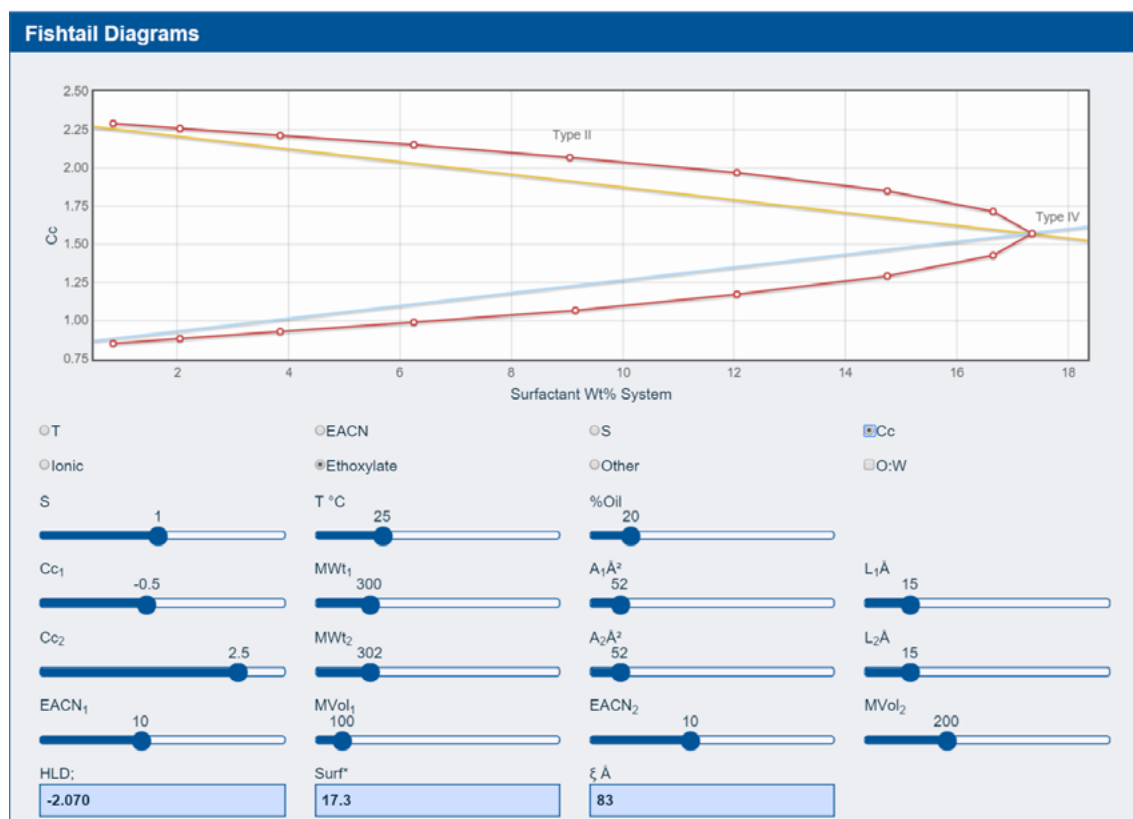 Fishtail Diagrams
2.50
2.25
Type II
2.00
1.75
Type IV
Cc
1.50
1.25
1.00
0.75
2 4 6 8 10 12 14 16 18
Surfactant Wt% System
T EACN S Cc
Ionic Ethoxylate Other O:W
S T °C %Oil
1 25 20
Cc₁ MWt₁ A₁Å² L₁Å
-0.5 300 52 15
Cc₂ MWt₂ A₂Å² L₂Å
2.5 302 52 15
EACN₁ MVol₁ EACN₂ MVol₂
10 100 10 200
HLD; Surf* ξ Å
-2.070 17.3 83